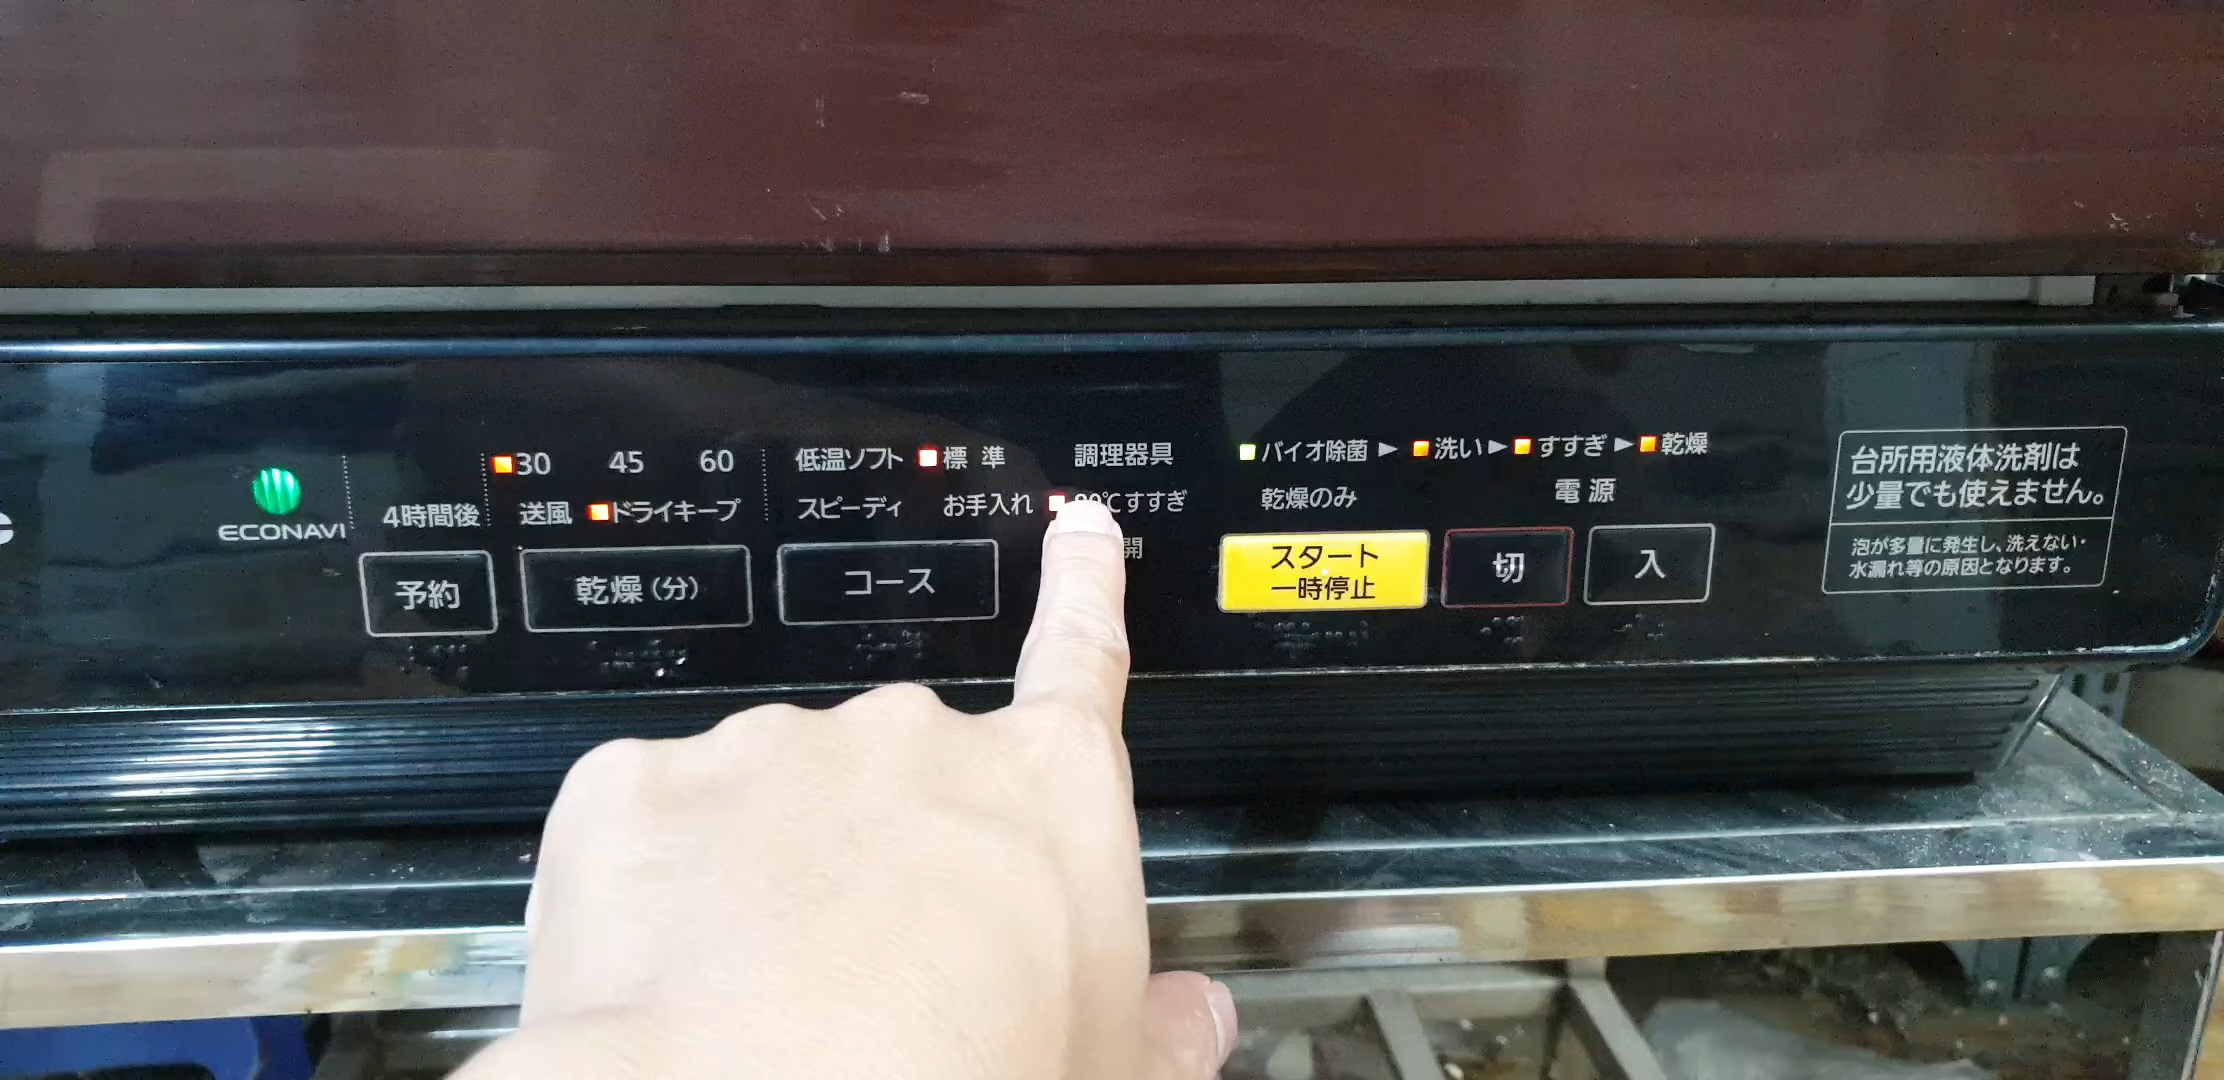 ECONAVI
4時間後
30 45 60
送風 ドライキープ
低温ソフト 標準 調理器具
スピーディ お手入れ ℃すすぎ
開
バイオ除菌 ▶ 洗い ▶ すすぎ ▶ 乾燥
乾燥のみ
電源
予約
乾燥(分)
コース
スタート
一時停止
切
入
台所用液体洗剤は
少量でも使えません。
泡が多量に発生し、洗えない・
水漏れ等の原因となります。